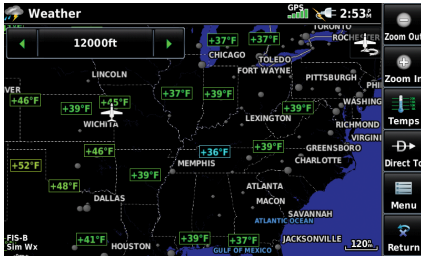 Weather
GPS
2:53 PM
12000ft
TORONTO
ROCHESTER
+37°F
+37°F
CHICAGO
TOLEDO
FORT WAYNE
LINCOLN
PITTSBURGH
PHI
VER
+46°F
+39°F
+45°F
+37°F
+39°F
+39°F
WASHING
WICHITA
LEXINGTON
RICHMOND
VIRGINI
+46°F
+36°F
+39°F
GREENSBORO
CHARLOTTE
+52°F
MEMPHIS
+48°F
+39°F
ATLANTA
DALLAS
MACON
SAVANNAH
ATLANTIC OCEAN
FIS-B
Sim Wx
+41°F
HOUSTON
+39°F
+37°F
JACKSONVILLE
GULF OF MEXICO
120
Zoom Out
Zoom In
Temps
Direct To
Menu
Return